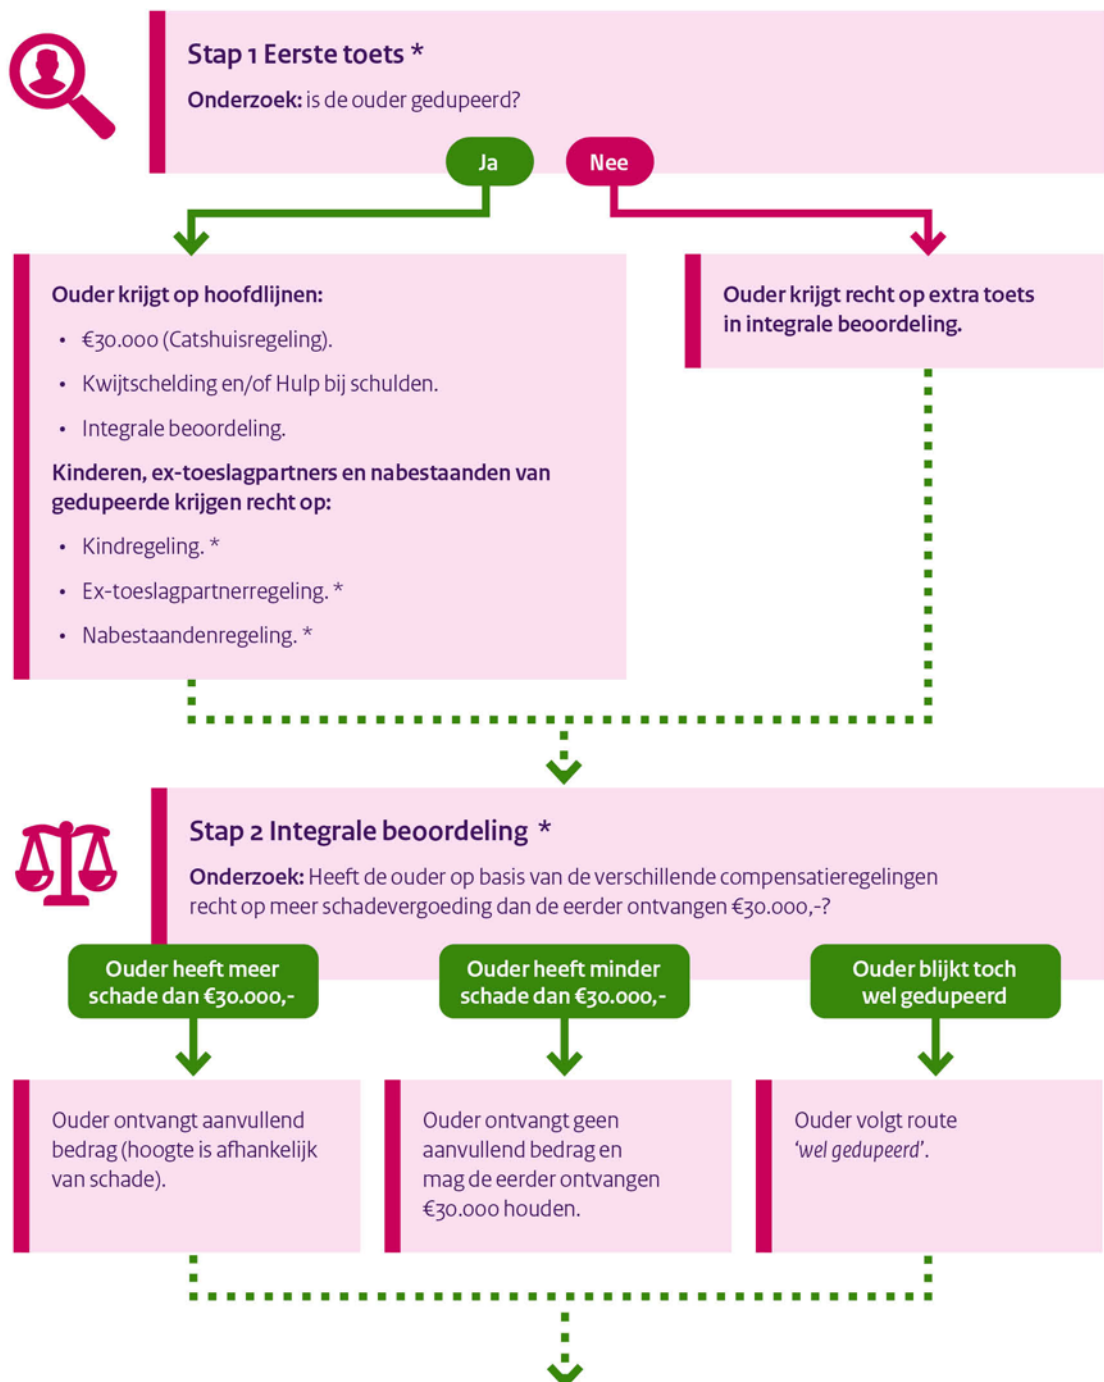 Stap 1 Eerste toets *
Onderzoek: is de ouder gedupeerd?
Ja
Nee
Ouder krijgt op hoofdlijnen:
• €30.000 (Catshuisregeling).
• Kwijtschelding en/of Hulp bij schulden.
• Integrale beoordeling.
Kinderen, ex-toeslagpartners en nabestaanden van
gedupeerde krijgen recht op:
• Kindregeling. *
• Ex-toeslagpartnerregeling. *
• Nabestaandenregeling. *
Ouder krijgt recht op extra toets
in integrale beoordeling.
Stap 2 Integrale beoordeling *
Onderzoek: Heeft de ouder op basis van de verschillende compensatieregelingen
recht op meer schadevergoeding dan de eerder ontvangen €30.000,-?
Ouder heeft meer
schade dan €30.000,-
Ouder ontvangt aanvullend
bedrag (hoogte is afhankelijk
van schade).
Ouder heeft minder
schade dan €30.000,-
Ouder ontvangt geen
aanvullend bedrag en
mag de eerder ontvangen
€30.000 houden.
Ouder blijkt toch
wel gedupeerd
Ouder volgt route
‘wel gedupeerd’.